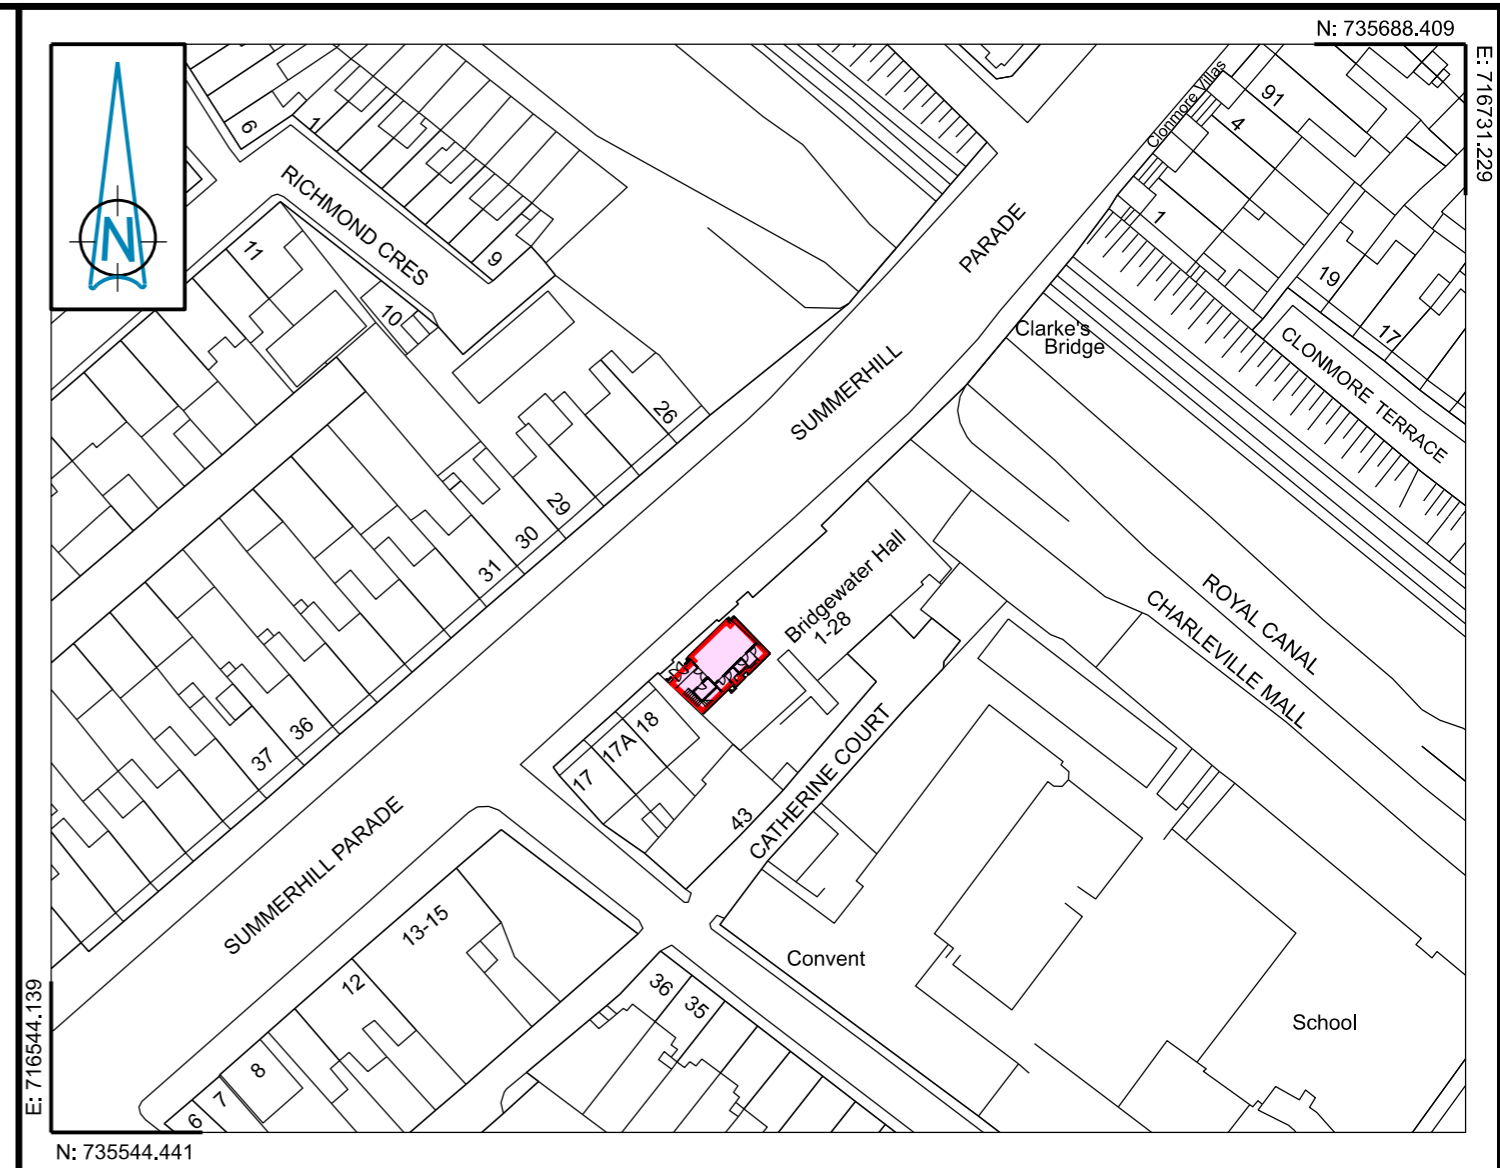 N: 735688.409
E: 716731.229
N
6
1
RICHMOND CRES
9
11
10
Clonmore Villas
91
4
1
PARADE
19
17
Clarke's
Bridge
CLONMORE TERRACE
SUMMERHILL
26
29
30
31
Bridgewater Hall
1-28
ROYAL CANAL
CHARLEVILLE MALL
36
37
18
17A
17
43
CATHERINE COURT
SUMMERHILL PARADE
13-15
12
8
7
6
Convent
36
35
School
E: 716544.139
N: 735544.441